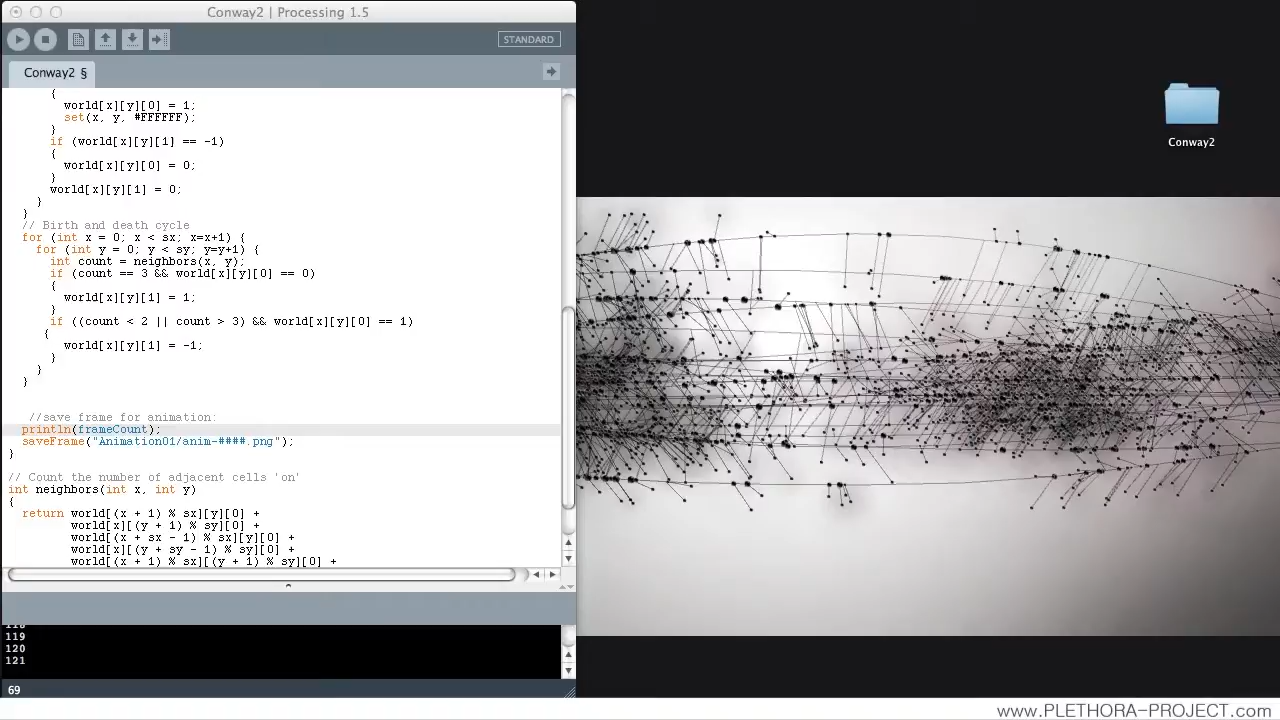 Conway2 | Processing 1.5
STANDARD
Conway2 §
{
world[x][y][0] = 1;
set(x, y, #FFFFFF);
}
if (world[x][y][1] == -1)
{
world[x][y][0] = 0;
}
world[x][y][1] = 0;
}
}
// Birth and death cycle
for (int x = 0; x < sx; x=x+1) {
for (int y = 0; y < sy; y=y+1) {
int count = neighbors(x, y);
if (count == 3 && world[x][y][0] == 0)
{
world[x][y][1] = 1;
}
if ((count < 2 || count > 3) && world[x][y][0] == 1)
{
world[x][y][1] = -1;
}
}
}
//save frame for animation:
println(frameCount);
saveFrame("Animation01/anim-####.png");
}
// Count the number of adjacent cells 'on'
int neighbors(int x, int y)
{
return world[(x + 1) % sx][y][0] +
world[x][(y + 1) % sy][0] +
world[(x + sx - 1) % sx][y][0] +
world[x][(y + sy - 1) % sy][0] +
world[(x + 1) % sx][(y + 1) % sy][0] +
118
119
120
121
69
Conway2
www.PLETHORA-PROJECT.com